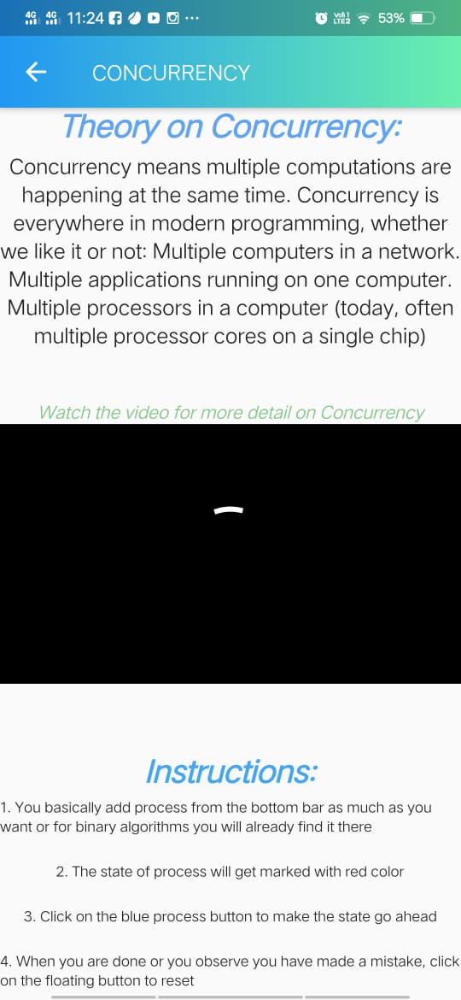 4G 4G 11:24 ... Vo)) LTE2 53%
CONCURRENCY
Theory on Concurrency:
Concurrency means multiple computations are
happening at the same time. Concurrency is
everywhere in modern programming, whether
we like it or not: Multiple computers in a network.
Multiple applications running on one computer.
Multiple processors in a computer (today, often
multiple processor cores on a single chip)
Watch the video for more detail on Concurrency
Instructions:
1. You basically add process from the bottom bar as much as you
want or for binary algorithms you will already find it there
2. The state of process will get marked with red color
3. Click on the blue process button to make the state go ahead
4. When you are done or you observe you have made a mistake, click
on the floating button to reset